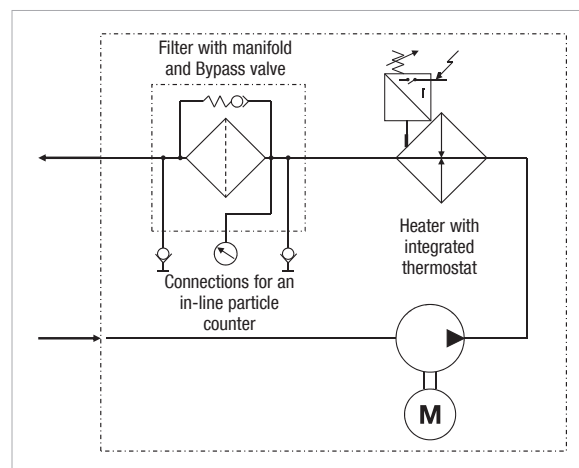 Filter with manifold
and Bypass valve
Heater with
integrated
thermostat
Connections for an
in-line particle
counter
M